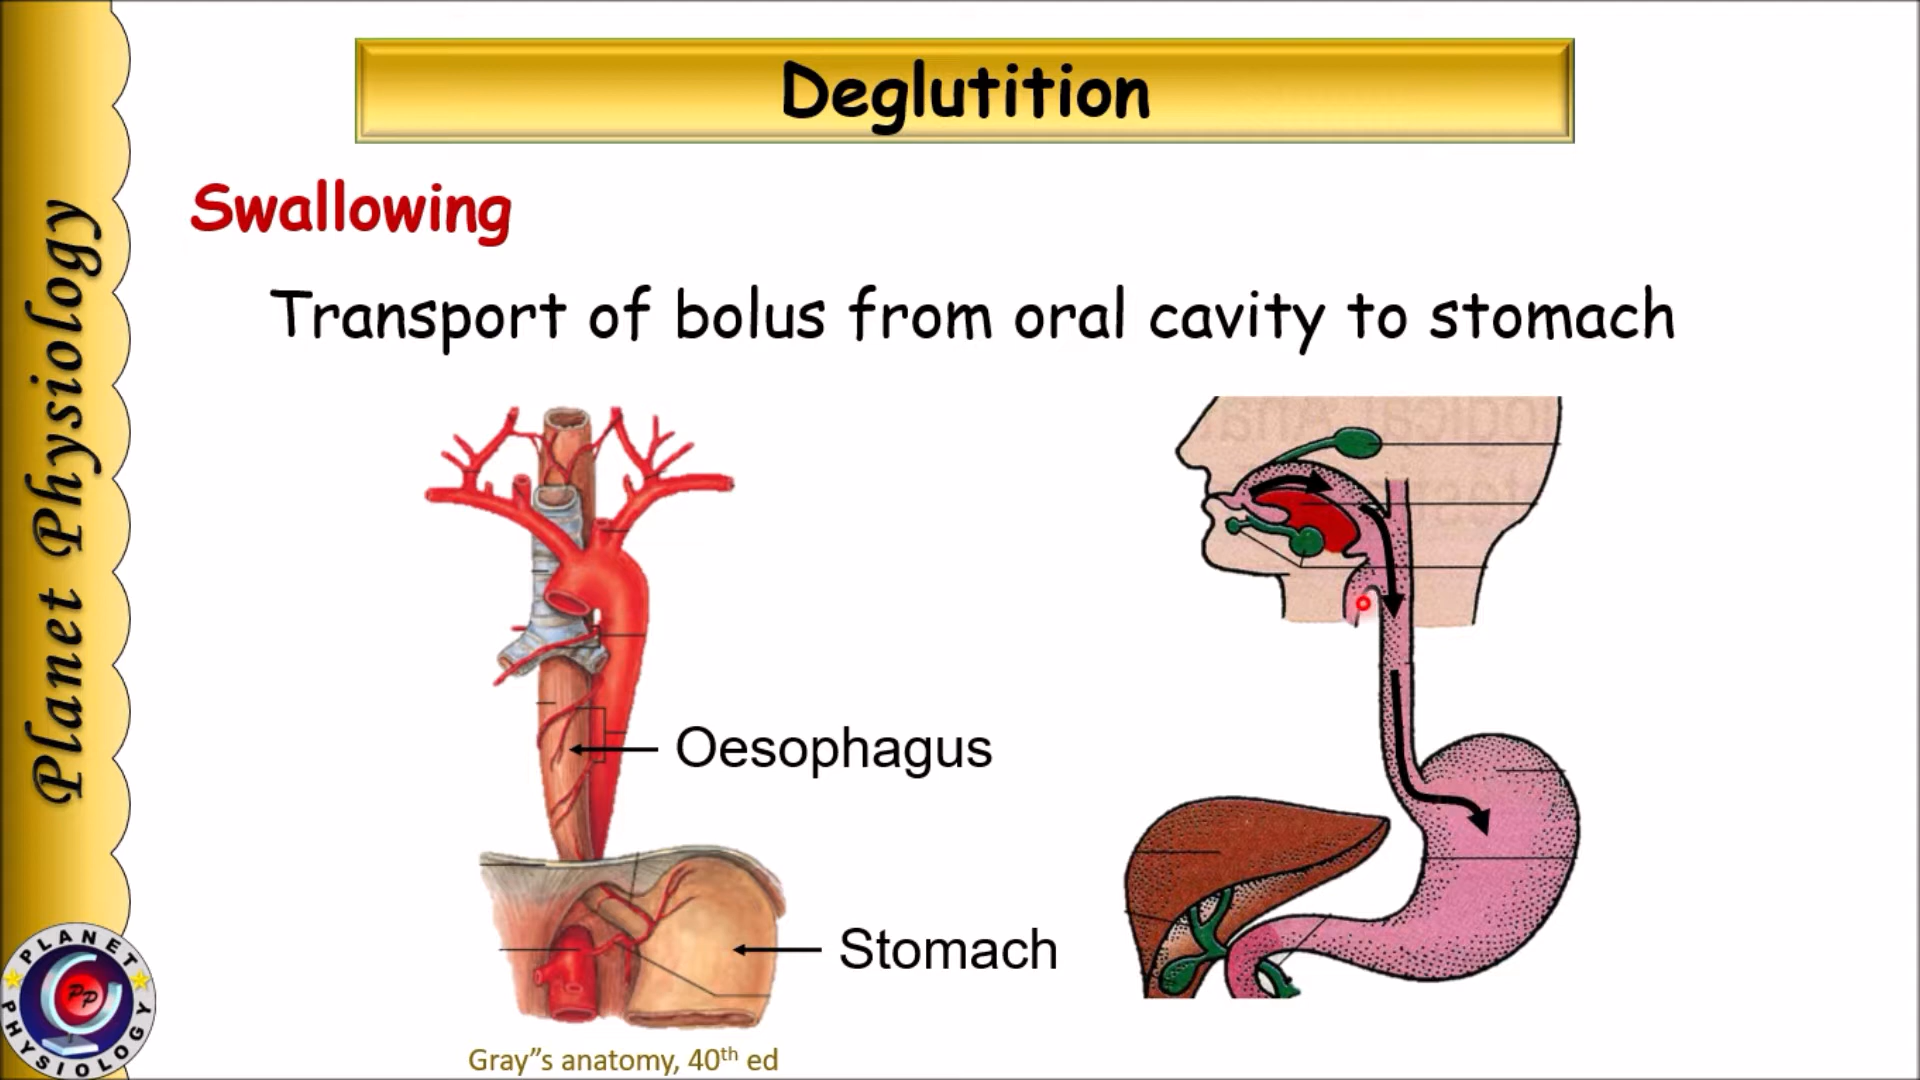 Deglutition
Swallowing
Transport of bolus from oral cavity to stomach
Oesophagus
Stomach
Gray”s anatomy, 40th ed
Planet Physiology
PLANET
PP
PHYSIOLOGY